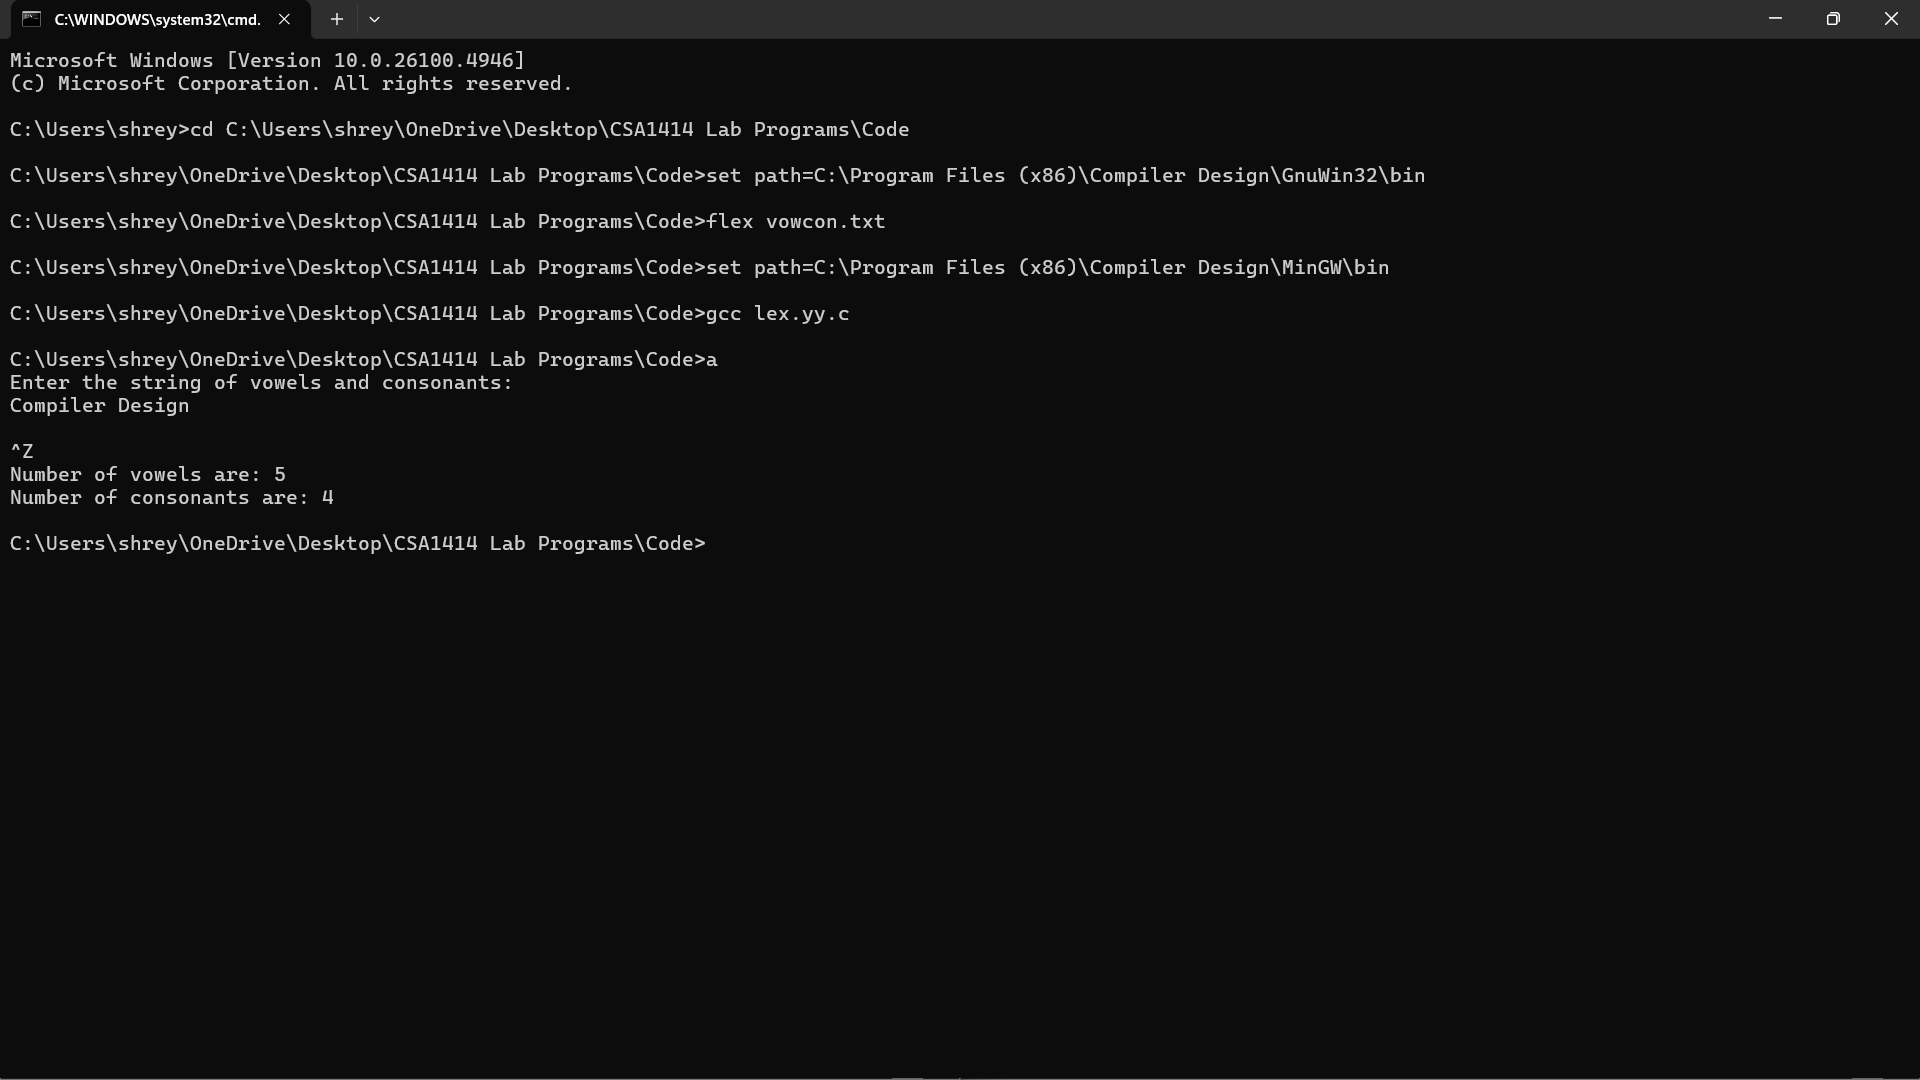 C:\WINDOWS\system32\cmd.
Microsoft Windows [Version 10.0.26100.4946]
(c) Microsoft Corporation. All rights reserved.
C:\Users\shrey>cd C:\Users\shrey\OneDrive\Desktop\CSA1414 Lab Programs\Code
C:\Users\shrey\OneDrive\Desktop\CSA1414 Lab Programs\Code>set path=C:\Program Files (x86)\Compiler Design\GnuWin32\bin
C:\Users\shrey\OneDrive\Desktop\CSA1414 Lab Programs\Code>flex vowcon.txt
C:\Users\shrey\OneDrive\Desktop\CSA1414 Lab Programs\Code>set path=C:\Program Files (x86)\Compiler Design\MinGW\bin
C:\Users\shrey\OneDrive\Desktop\CSA1414 Lab Programs\Code>gcc lex.yy.c
C:\Users\shrey\OneDrive\Desktop\CSA1414 Lab Programs\Code>a
Enter the string of vowels and consonants:
Compiler Design
^Z
Number of vowels are: 5
Number of consonants are: 4
C:\Users\shrey\OneDrive\Desktop\CSA1414 Lab Programs\Code>